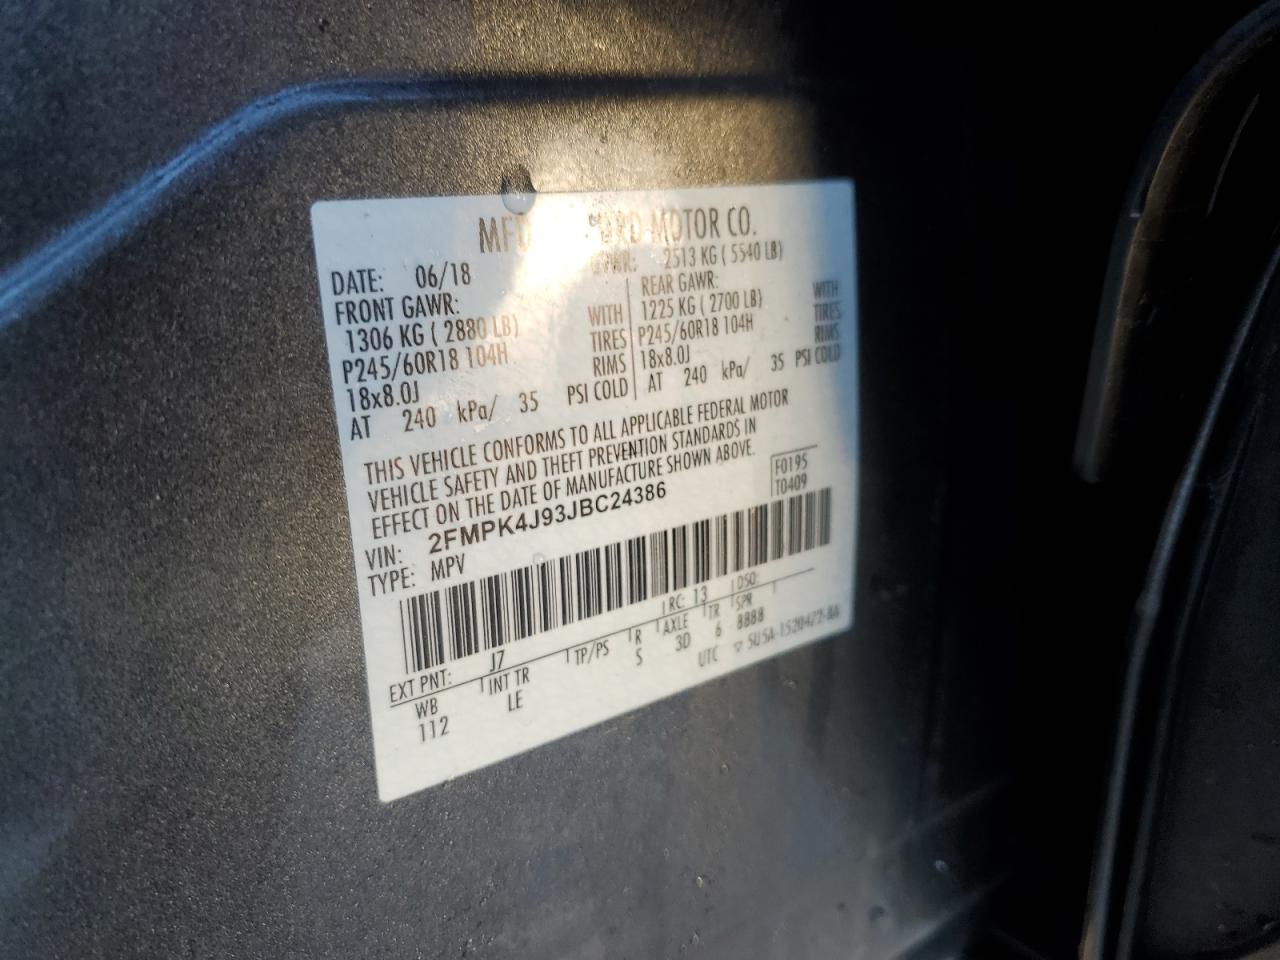 MFD FORD MOTOR CO.
DATE: 06/18 GVWR: 2513 KG ( 5540 LB)
FRONT GAWR: REAR GAWR:
1306 KG ( 2880 LB) WITH 1225 KG ( 2700 LB) WITH
P245/60R18 104H TIRES P245/60R18 104H TIRES
18x8.0J RIMS 18x8.0J RIMS
AT 240 kPa/ 35 PSI COLD AT 240 kPa/ 35 PSI COLD
THIS VEHICLE CONFORMS TO ALL APPLICABLE FEDERAL MOTOR
VEHICLE SAFETY AND THEFT PREVENTION STANDARDS IN
EFFECT ON THE DATE OF MANUFACTURE SHOWN ABOVE.
F0195
T0409
VIN: 2FMPK4J93JBC24386
TYPE: MPV
EXT PNT: J7 RC: 13 DSO:
WB INT TR TP/PS R AXLE TR SPR
112 LE S 3D 6 8888
UTC ▽ 5U5A-1520472-BA